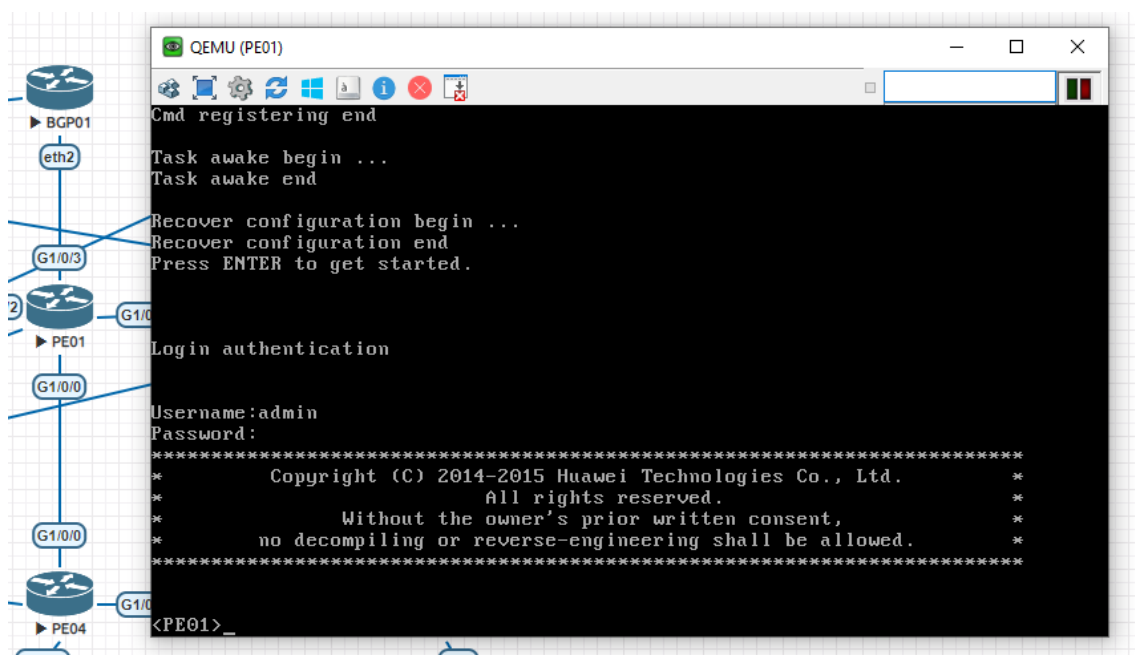 QEMU (PE01)
Cmd registering end
Task awake begin ...
Task awake end
Recover configuration begin ...
Recover configuration end
Press ENTER to get started.
Login authentication
Username:admin
Password:
*************************************************************************
* Copyright (C) 2014-2015 Huawei Technologies Co., Ltd. *
* All rights reserved. *
* Without the owner's prior written consent, *
* no decompiling or reverse-engineering shall be allowed. *
*************************************************************************
<PE01>_
BGP01
eth2
G1/0/3
G1/0
PE01
G1/0/0
G1/0/0
G1/0
PE04